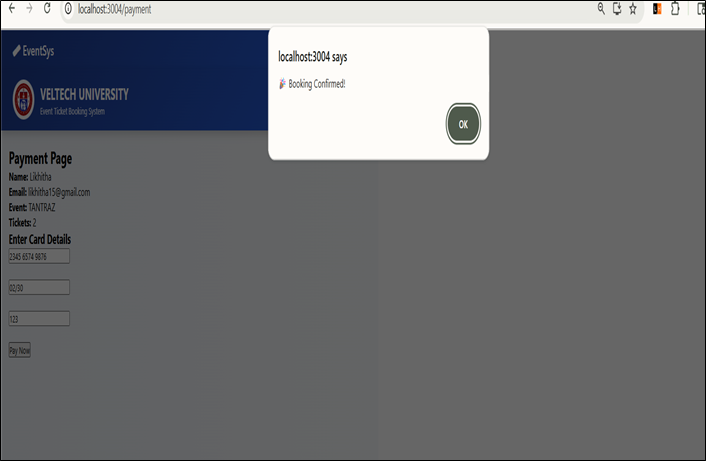 localhost:3004/payment
EventSys
VELTECH UNIVERSITY
Event Ticket Booking System
localhost:3004 says
🎉 Booking Confirmed!
OK
Payment Page
Name: Likhitha
Email: likhitha15@gmail.com
Event: TANTRAZ
Tickets: 2
Enter Card Details
2345 6574 9876
02/30
123
Pay Now